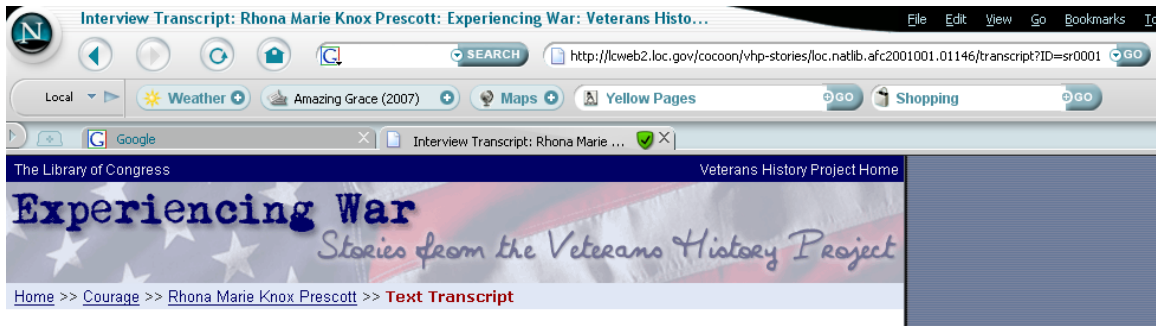 N Interview Transcript: Rhona Marie Knox Prescott: Experiencing War: Veterans Histo... File Edit View Go Bookmarks
G SEARCH http://lcweb2.loc.gov/cocoon/vhp-stories/loc.natlib.afc2001001.01146/transcript?ID=sr0001 GO
Local Weather Amazing Grace (2007) Maps Yellow Pages GO Shopping GO
G Google Interview Transcript: Rhona Marie ...
The Library of Congress Veterans History Project Home
Experiencing War
Stories from the Veterans History Project
Home >> Courage >> Rhona Marie Knox Prescott >> Text Transcript